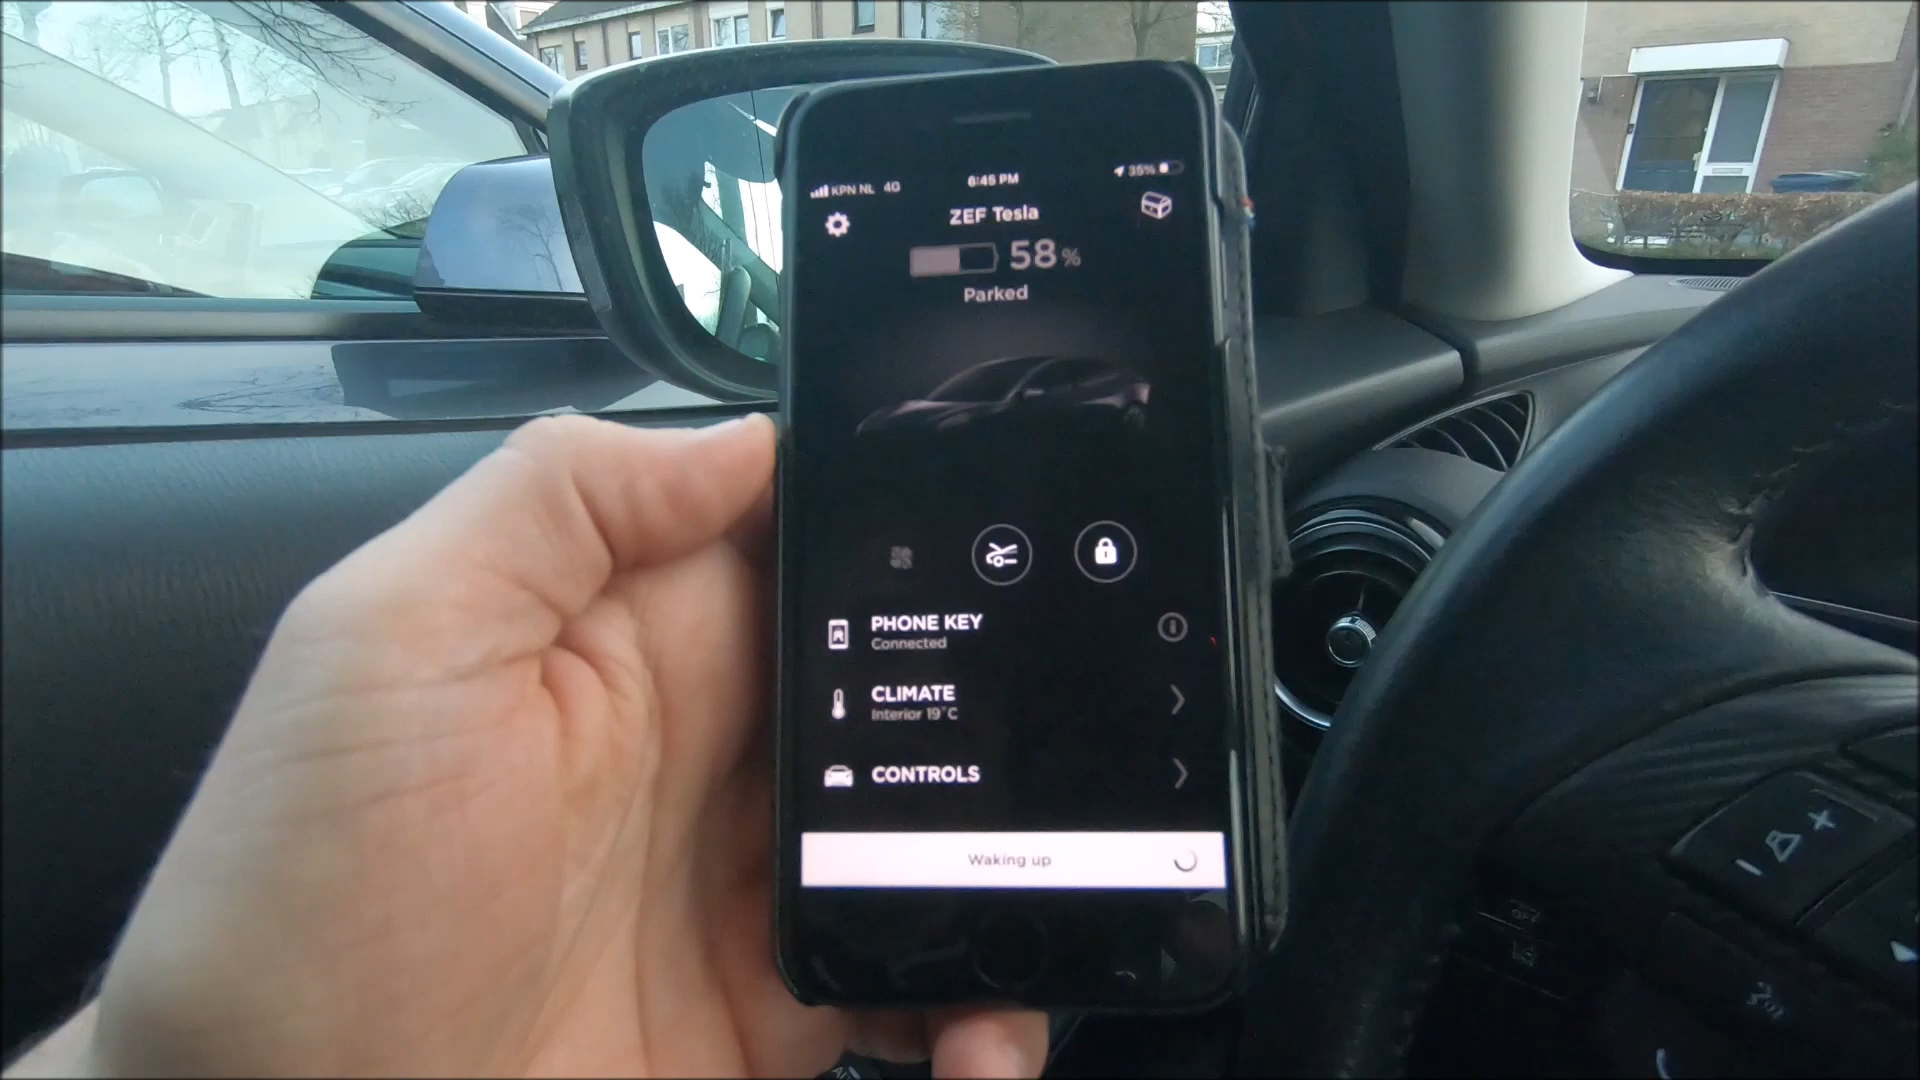 KPN NL 4G 6:45 PM 35%
ZEF Tesla
58 %
Parked
PHONE KEY
Connected
CLIMATE
Interior 19°C
CONTROLS
Waking up